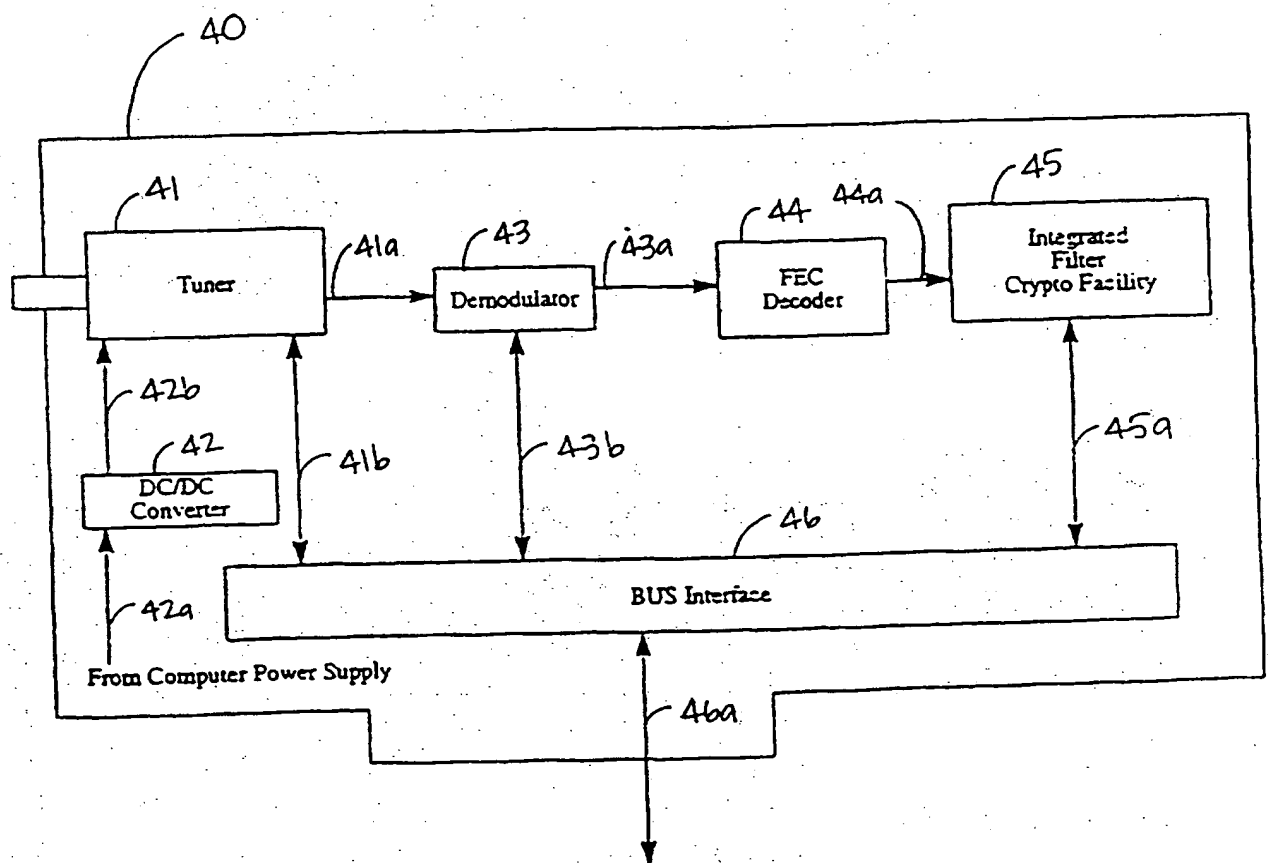 40
41
Tuner
41a
43
Demodulator
43a
44
FEC
Decoder
44a
45
Integrated
Filter
Crypto Facility
42b
42
DC/DC
Converter
41b
43b
45a
46
BUS Interface
42a
From Computer Power Supply
46a